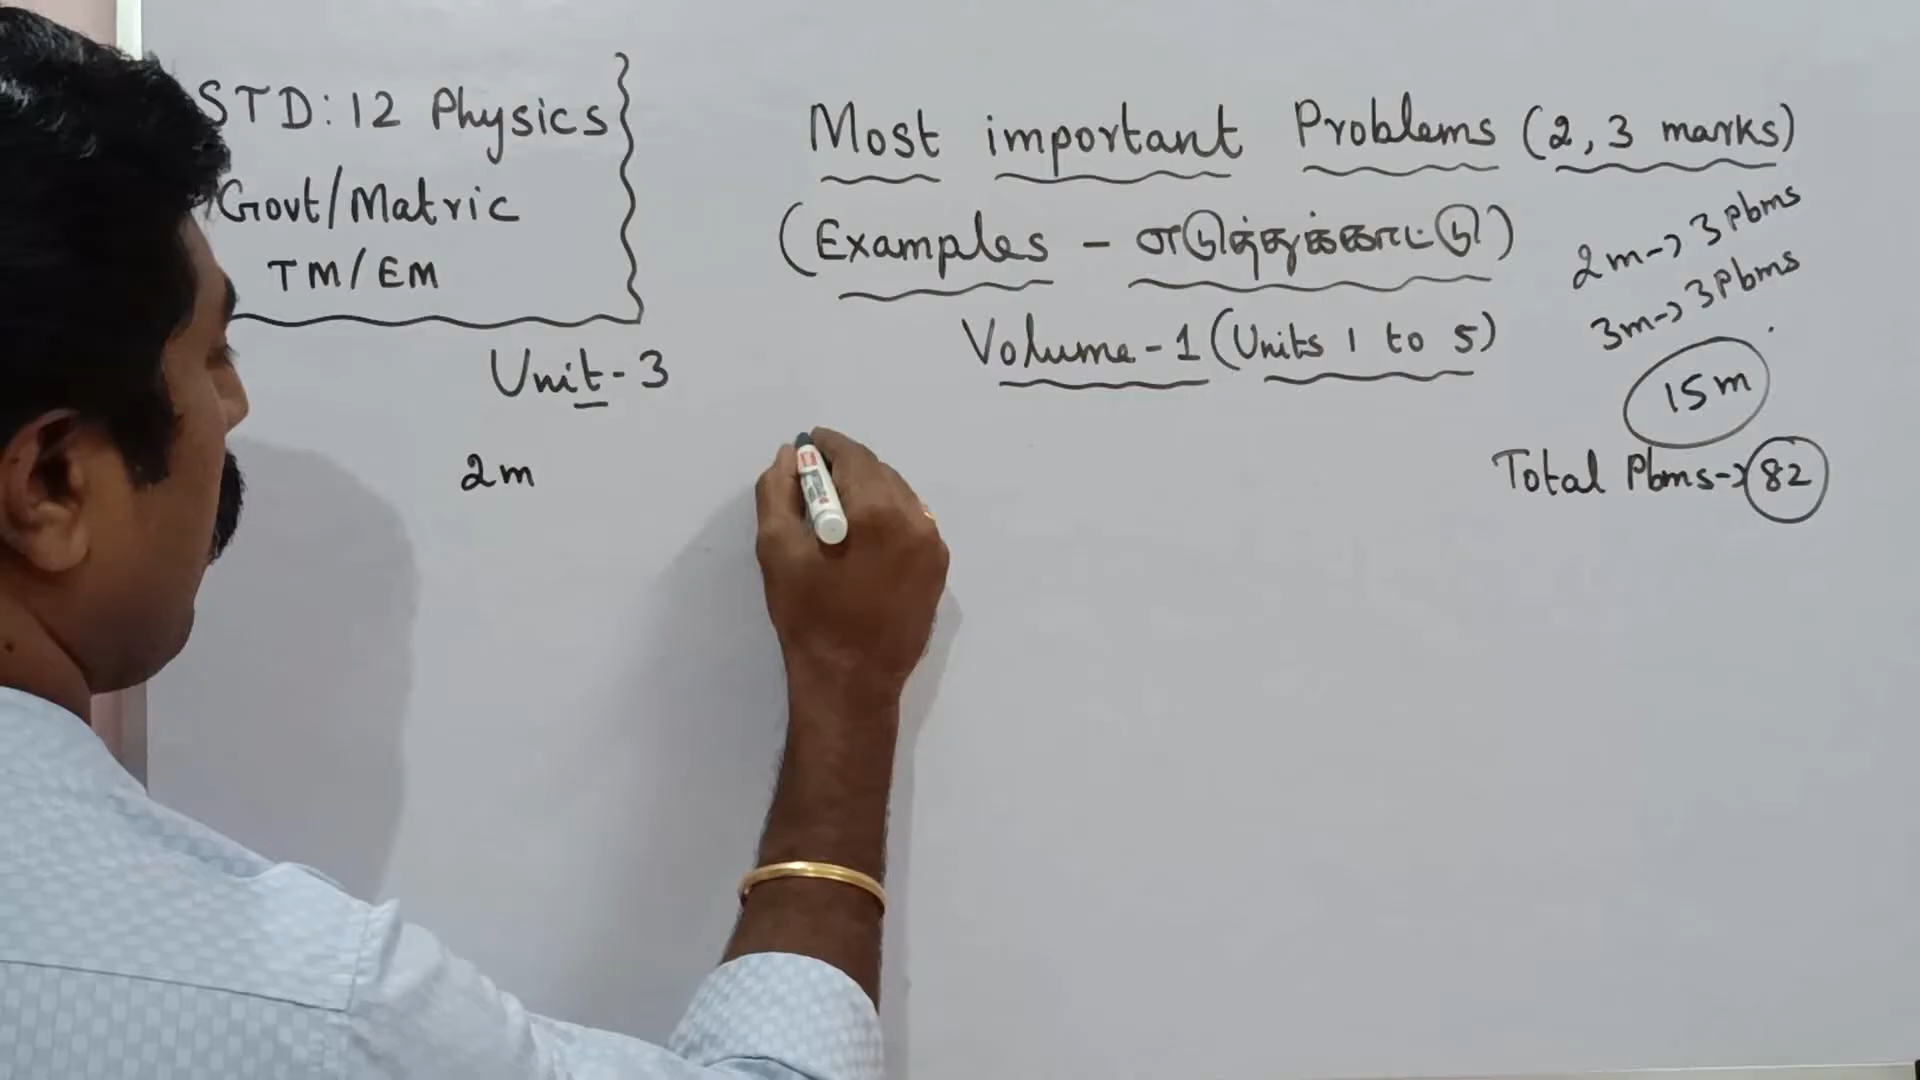 STD: 12 Physics
Govt/Matric
TM/EM
Most important Problems (2, 3 marks)
(Examples - எடுத்துக்காட்டு)
Volume-1 (Units 1 to 5)
2m-> 3 Pbms
3m-> 3 Pbms
15m
Total Pbms-> 82
Unit-3
2m